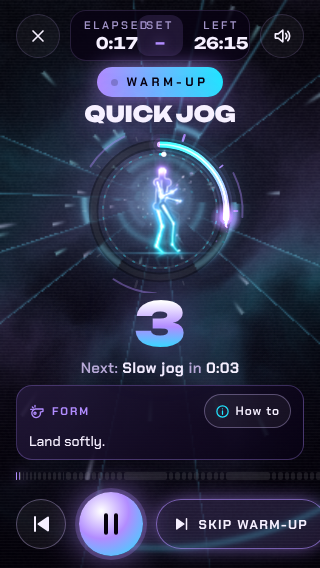 ELAPSED SET LEFT
0:17 – 26:15
WARM-UP
QUICK JOG
3
Next: Slow jog in 0:03
FORM How to
Land softly.
SKIP WARM-UP